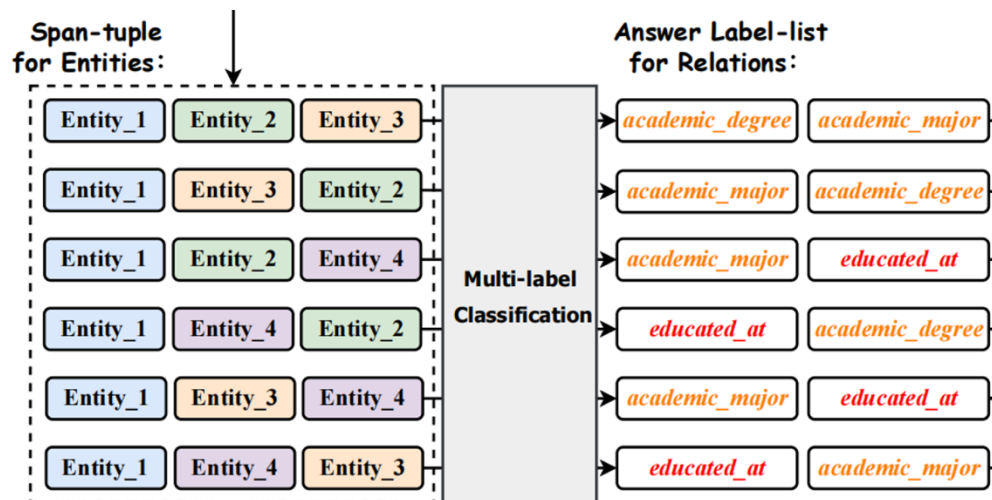 Span-tuple
for Entities:
Answer Label-list
for Relations:
Entity_1 Entity_2 Entity_3 academic_degree academic_major
Entity_1 Entity_3 Entity_2 academic_major academic_degree
Entity_1 Entity_2 Entity_4 academic_major educated_at
Multi-label
Classification
Entity_1 Entity_4 Entity_2 educated_at academic_degree
Entity_1 Entity_3 Entity_4 academic_major educated_at
Entity_1 Entity_4 Entity_3 educated_at academic_major